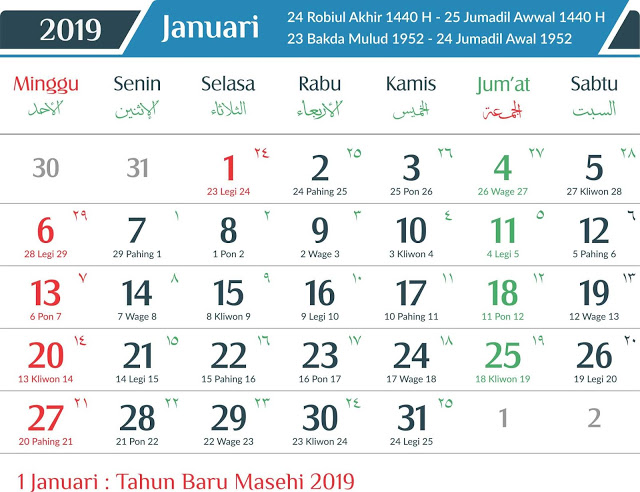 2019
Januari
24 Robiul Akhir 1440 H - 25 Jumadil Awwal 1440 H
23 Bakda Mulud 1952 - 24 Jumadil Awal 1952
Minggu Senin Selasa Rabu Kamis Jum'at Sabtu
الأحد الإثنين الثلاثاء الأربعاء الخميس الجمعة السبت
30 31 1 ٢٤ 2 ٢٥ 3 ٢٦ 4 ٢٧ 5 ٢٨
23 Legi 24 24 Pahing 25 25 Pon 26 26 Wage 27 27 Kliwon 28
6 ٢٩ 7 ١ 8 ٢ 9 ٣ 10 ٤ 11 ٥ 12 ٦
28 Legi 29 29 Pahing 1 1 Pon 2 2 Wage 3 3 Kliwon 4 4 Legi 5 5 Pahing 6
13 ٧ 14 ٨ 15 ٩ 16 ١٠ 17 ١١ 18 ١٢ 19 ١٣
6 Pon 7 7 Wage 8 8 Kliwon 9 9 Legi 10 10 Pahing 11 11 Pon 12 12 Wage 13
20 ١٤ 21 ١٥ 22 ١٦ 23 ١٧ 24 ١٨ 25 ١٩ 26 ٢٠
13 Kliwon 14 14 Legi 15 15 Pahing 16 16 Pon 17 17 Wage 18 18 Kliwon 19 19 Legi 20
27 ٢١ 28 ٢٢ 29 ٢٣ 30 ٢٤ 31 ٢٥ 1 2
20 Pahing 21 21 Pon 22 22 Wage 23 23 Kliwon 24 24 Legi 25
1 Januari : Tahun Baru Masehi 2019